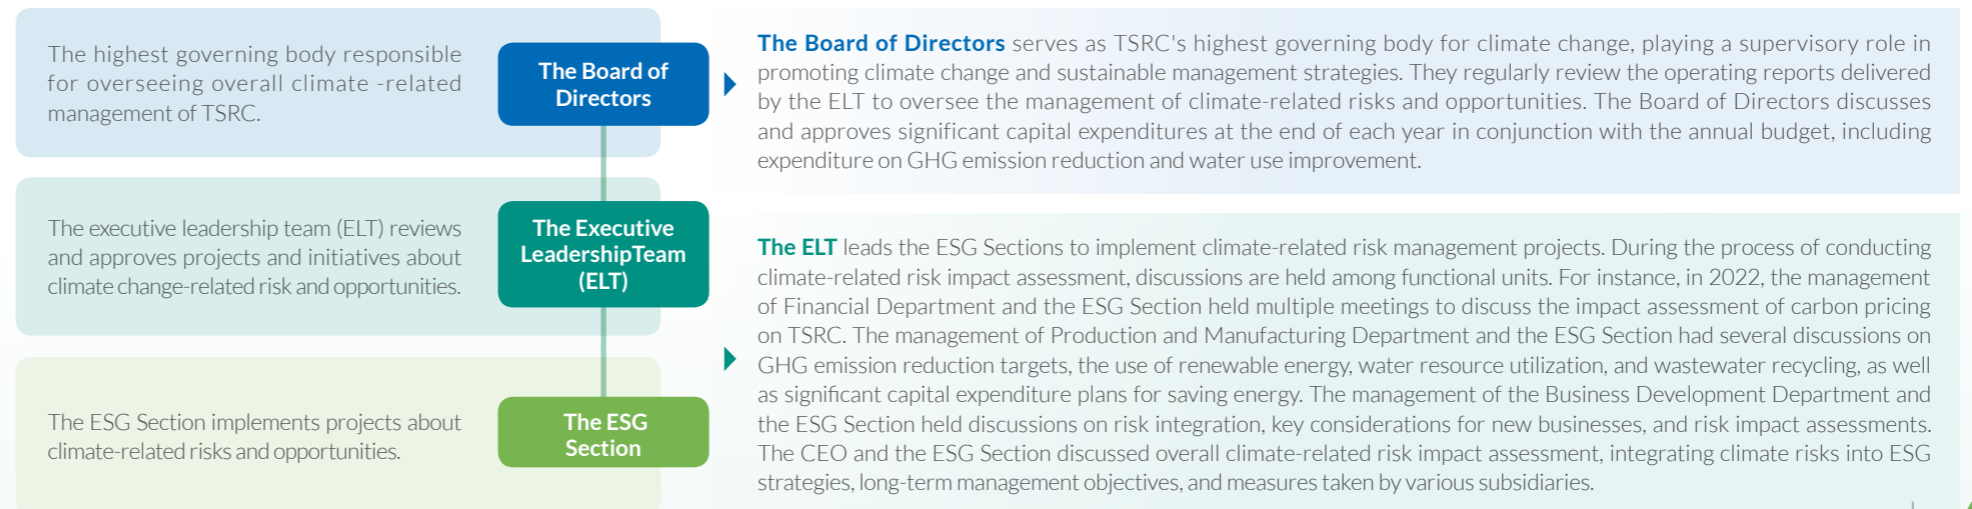 The highest governing body responsible
for overseeing overall climate -related
management of TSRC.
The Board of
Directors
The Board of Directors serves as TSRC's highest governing body for climate change, playing a supervisory role in
promoting climate change and sustainable management strategies. They regularly review the operating reports delivered
by the ELT to oversee the management of climate-related risks and opportunities. The Board of Directors discusses
and approves significant capital expenditures at the end of each year in conjunction with the annual budget, including
expenditure on GHG emission reduction and water use improvement.
The executive leadership team (ELT) reviews
and approves projects and initiatives about
climate change-related risk and opportunities.
The Executive
LeadershipTeam
(ELT)
The ELT leads the ESG Sections to implement climate-related risk management projects. During the process of conducting
climate-related risk impact assessment, discussions are held among functional units. For instance, in 2022, the management
of Financial Department and the ESG Section held multiple meetings to discuss the impact assessment of carbon pricing
on TSRC. The management of Production and Manufacturing Department and the ESG Section had several discussions on
GHG emission reduction targets, the use of renewable energy, water resource utilization, and wastewater recycling, as well
as significant capital expenditure plans for saving energy. The management of the Business Development Department and
the ESG Section held discussions on risk integration, key considerations for new businesses, and risk impact assessments.
The CEO and the ESG Section discussed overall climate-related risk impact assessment, integrating climate risks into ESG
strategies, long-term management objectives, and measures taken by various subsidiaries.
The ESG Section implements projects about
climate-related risks and opportunities.
The ESG
Section